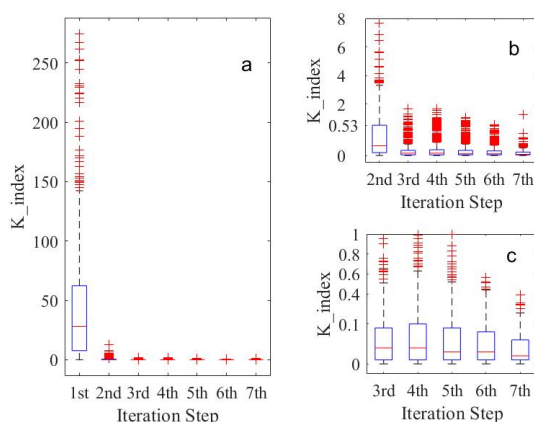 a
K_index
250
200
150
100
50
0
1st 2nd 3rd 4th 5th 6th 7th
Iteration Step
b
K_index
8
6
4
2
0.53
0
2nd 3rd 4th 5th 6th 7th
Iteration Step
c
K_index
1
0.8
0.6
0.4
0.1
0
3rd 4th 5th 6th 7th
Iteration Step